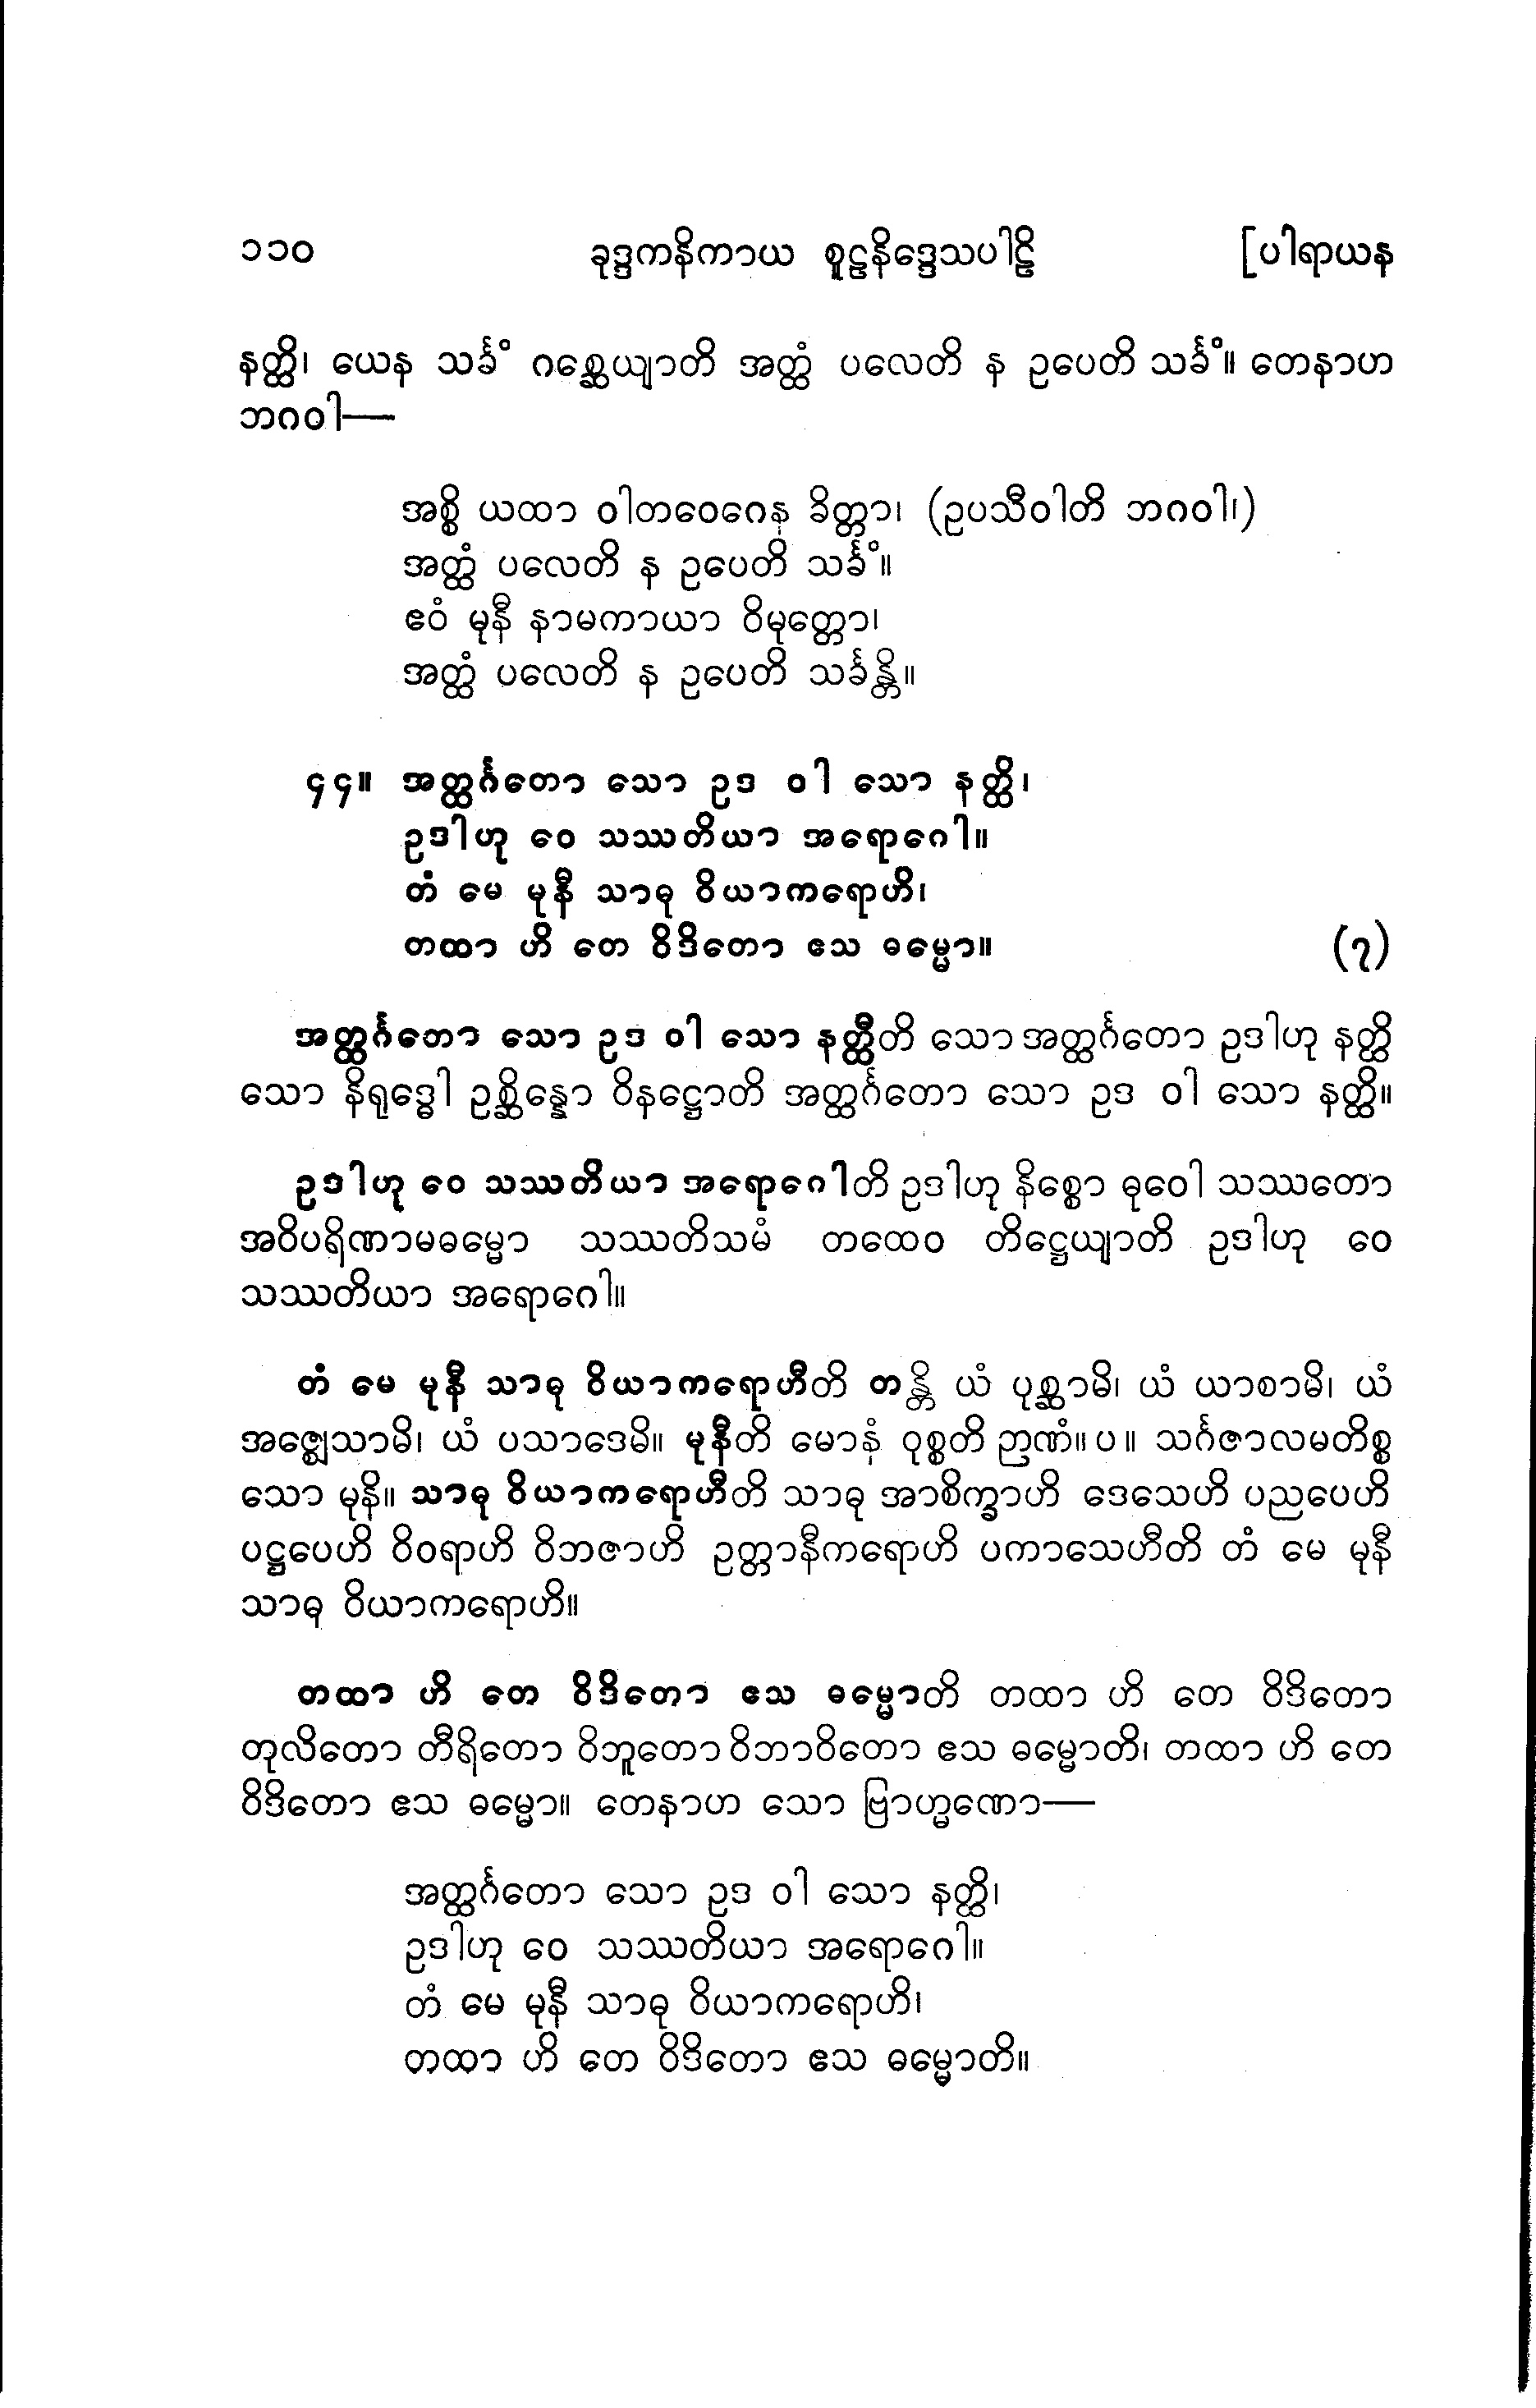 ၁၁၀ ခုဒ္ဒကနိကာယ စူဠနိဒ္ဒေသပါဠိ [ပါရာယန
နတ္ထိ၊ ယေန သင်္ခံ ဂစ္ဆေယျာတိ အတ္ထံ ပလေတိ န ဥပေတိ သင်္ခံ။ တေနာဟ
ဘဂဝါ—
အစ္စိ ယထာ ဝါတဝေဂေန ခိတ္တာ၊ (ဥပသီဝါတိ ဘဂဝါ၊)
အတ္ထံ ပလေတိ န ဥပေတိ သင်္ခံ။
ဧဝံ မုနီ နာမကာယာ ဝိမုတ္တော၊
အတ္ထံ ပလေတိ န ဥပေတိ သင်္ခန္တိ။
၄၄။ အတ္ထင်္ဂတော သော ဥဒ ဝါ သော နတ္ထိ၊
ဥဒါဟု ဝေ သဿတိယာ အရောဂေါ။
တံ မေ မုနီ သာဓု ဝိယာကရောဟိ၊
တထာ ဟိ တေ ဝိဒိတော ဧသ ဓမ္မော။ (၇)
အတ္ထင်္ဂတော သော ဥဒ ဝါ သော နတ္ထီတိ သော အတ္ထင်္ဂတော ဥဒါဟု နတ္ထိ
သော နိရုဒ္ဓေါ ဥစ္ဆိန္နော ဝိနဋ္ဌောတိ အတ္ထင်္ဂတော သော ဥဒ ဝါ သော နတ္ထိ။
ဥဒါဟု ဝေ သဿတိယာ အရောဂေါတိ ဥဒါဟု နိစ္စော ဓုဝေါ သဿတော
အဝိပရိဏာမဓမ္မော သဿတိသမံ တထေဝ တိဋ္ဌေယျာတိ ဥဒါဟု ဝေ
သဿတိယာ အရောဂေါ။
တံ မေ မုနီ သာဓု ဝိယာကရောဟီတိ တန္တိ ယံ ပုစ္ဆာမိ၊ ယံ ယာစာမိ၊ ယံ
အဇ္ဈေသာမိ၊ ယံ ပသာဒေမိ။ မုနီတိ မောနံ ဝုစ္စတိ ဉာဏံ။ပ။ သင်္ဂဇာလမတိစ္စ
သော မုနိ။ သာဓု ဝိယာကရောဟီတိ သာဓု အာစိက္ခာဟိ ဒေသေဟိ ပညပေဟိ
ပဋ္ဌပေဟိ ဝိဝရာဟိ ဝိဘဇာဟိ ဥတ္တာနီကရောဟိ ပကာသေဟီတိ တံ မေ မုနီ
သာဓု ဝိယာကရောဟိ။
တထာ ဟိ တေ ဝိဒိတော ဧသ ဓမ္မောတိ တထာ ဟိ တေ ဝိဒိတော
တုလိတော တီရိတော ဝိဘူတော ဝိဘာဝိတော ဧသ ဓမ္မောတိ၊ တထာ ဟိ တေ
ဝိဒိတော ဧသ ဓမ္မော။ တေနာဟ သော ဗြာဟ္မဏော—
အတ္ထင်္ဂတော သော ဥဒ ဝါ သော နတ္ထိ၊
ဥဒါဟု ဝေ သဿတိယာ အရောဂေါ။
တံ မေ မုနီ သာဓု ဝိယာကရောဟိ၊
တထာ ဟိ တေ ဝိဒိတော ဧသ ဓမ္မောတိ။